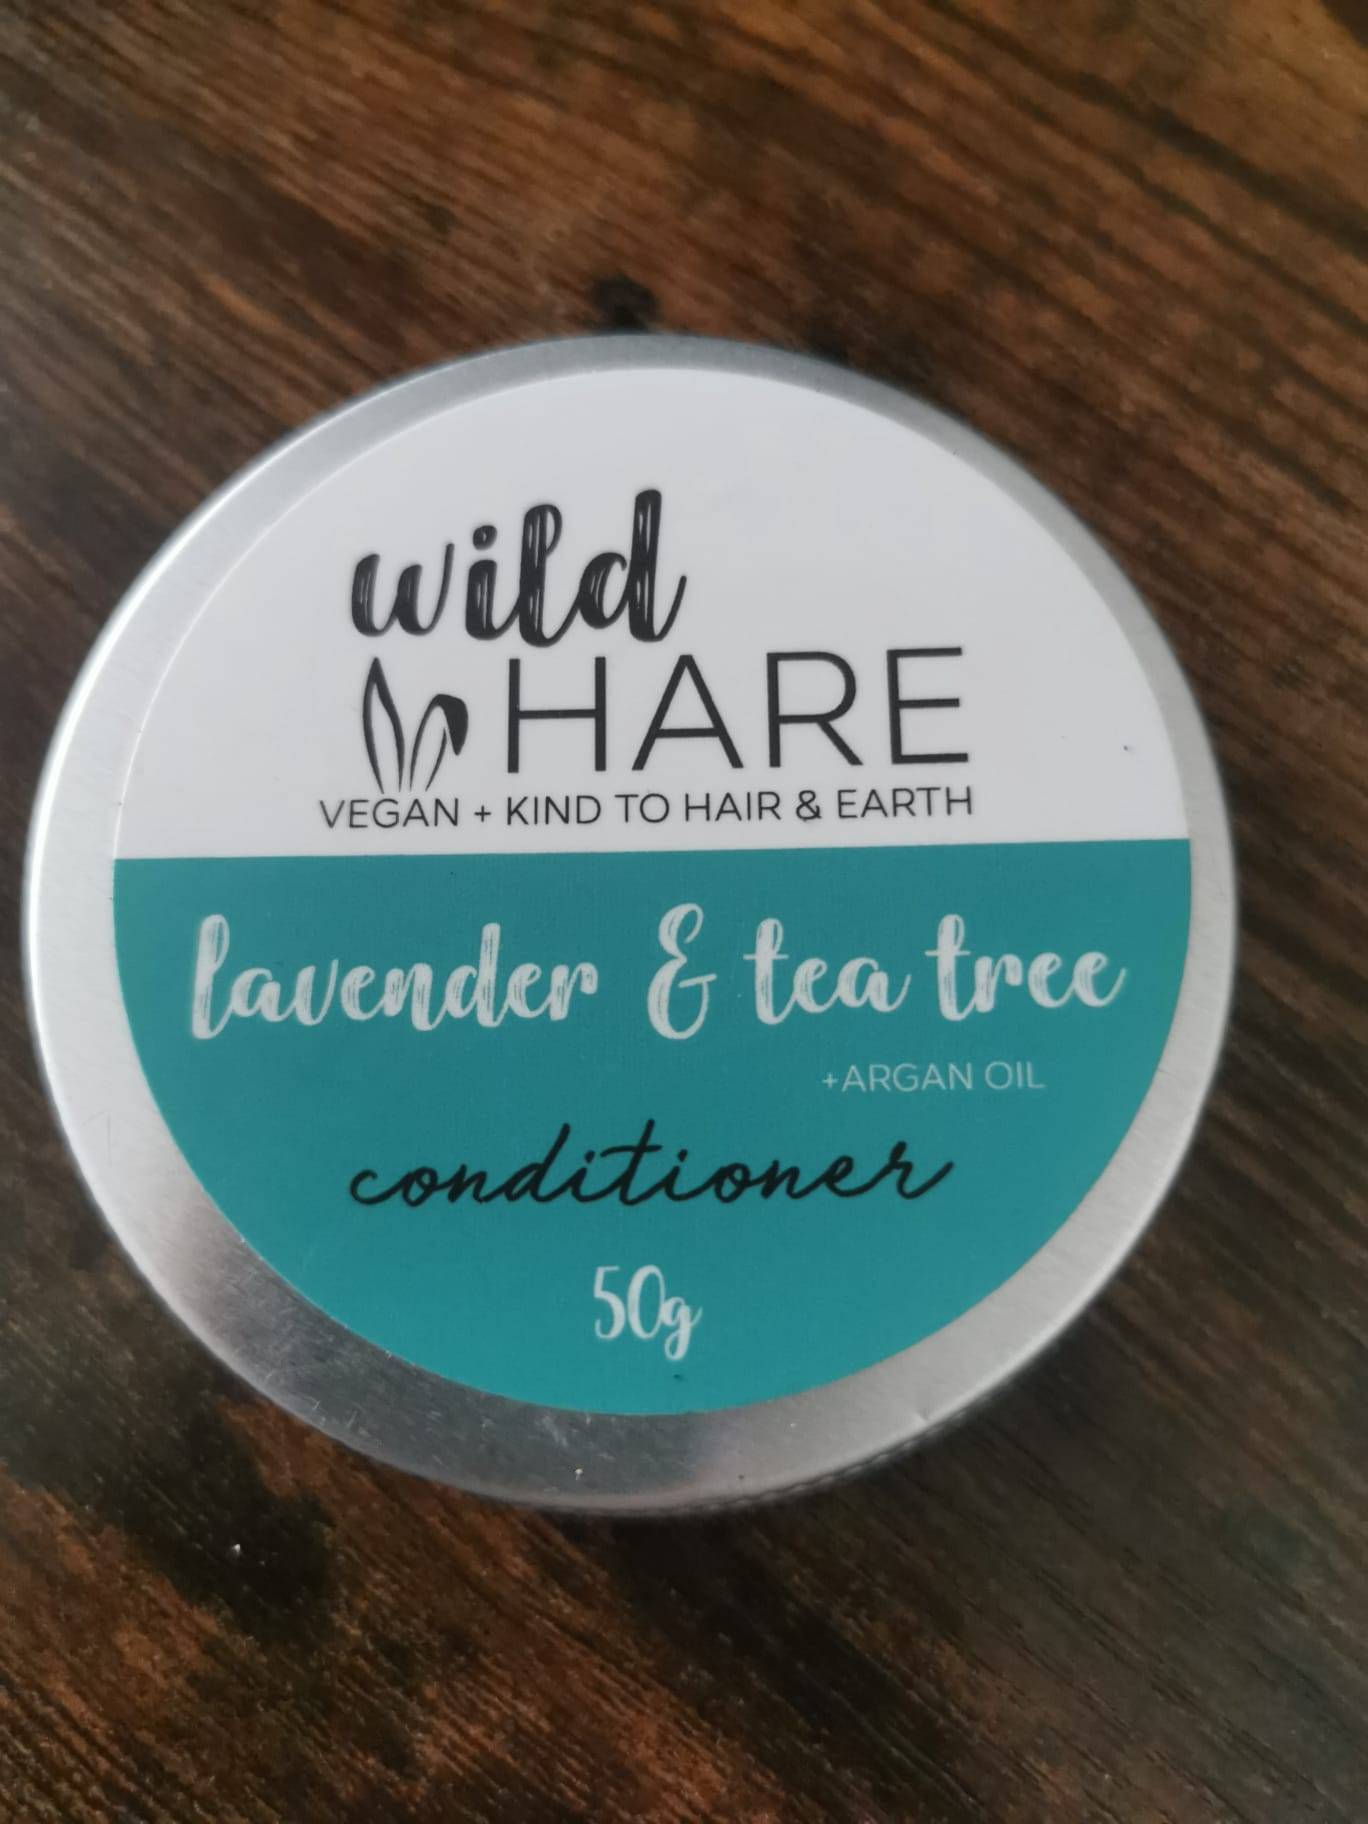 wild
HARE
VEGAN + KIND TO HAIR & EARTH
lavender & tea tree
+ARGAN OIL
conditioner
50g